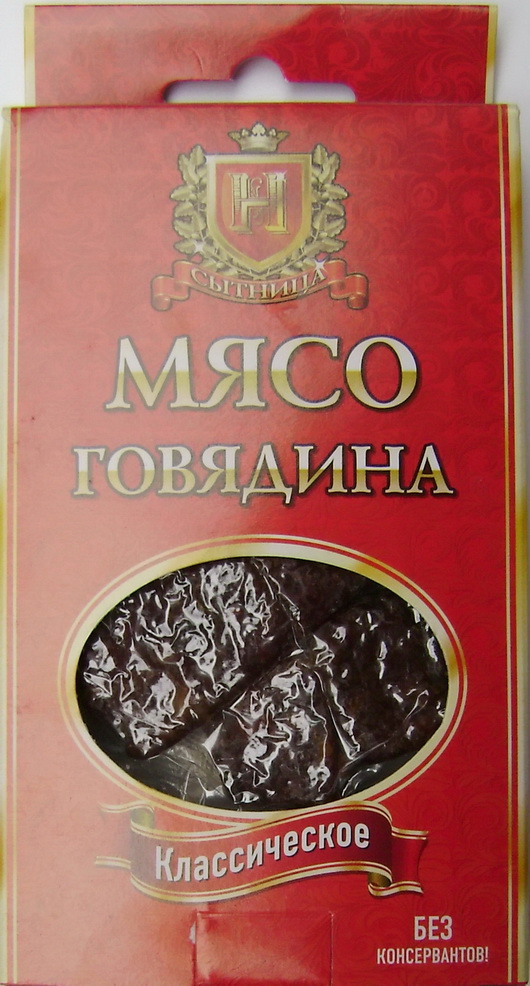 Н
СЫТНИЦА
МЯСО
ГОВЯДИНА
Классическое
БЕЗ
КОНСЕРВАНТОВ!